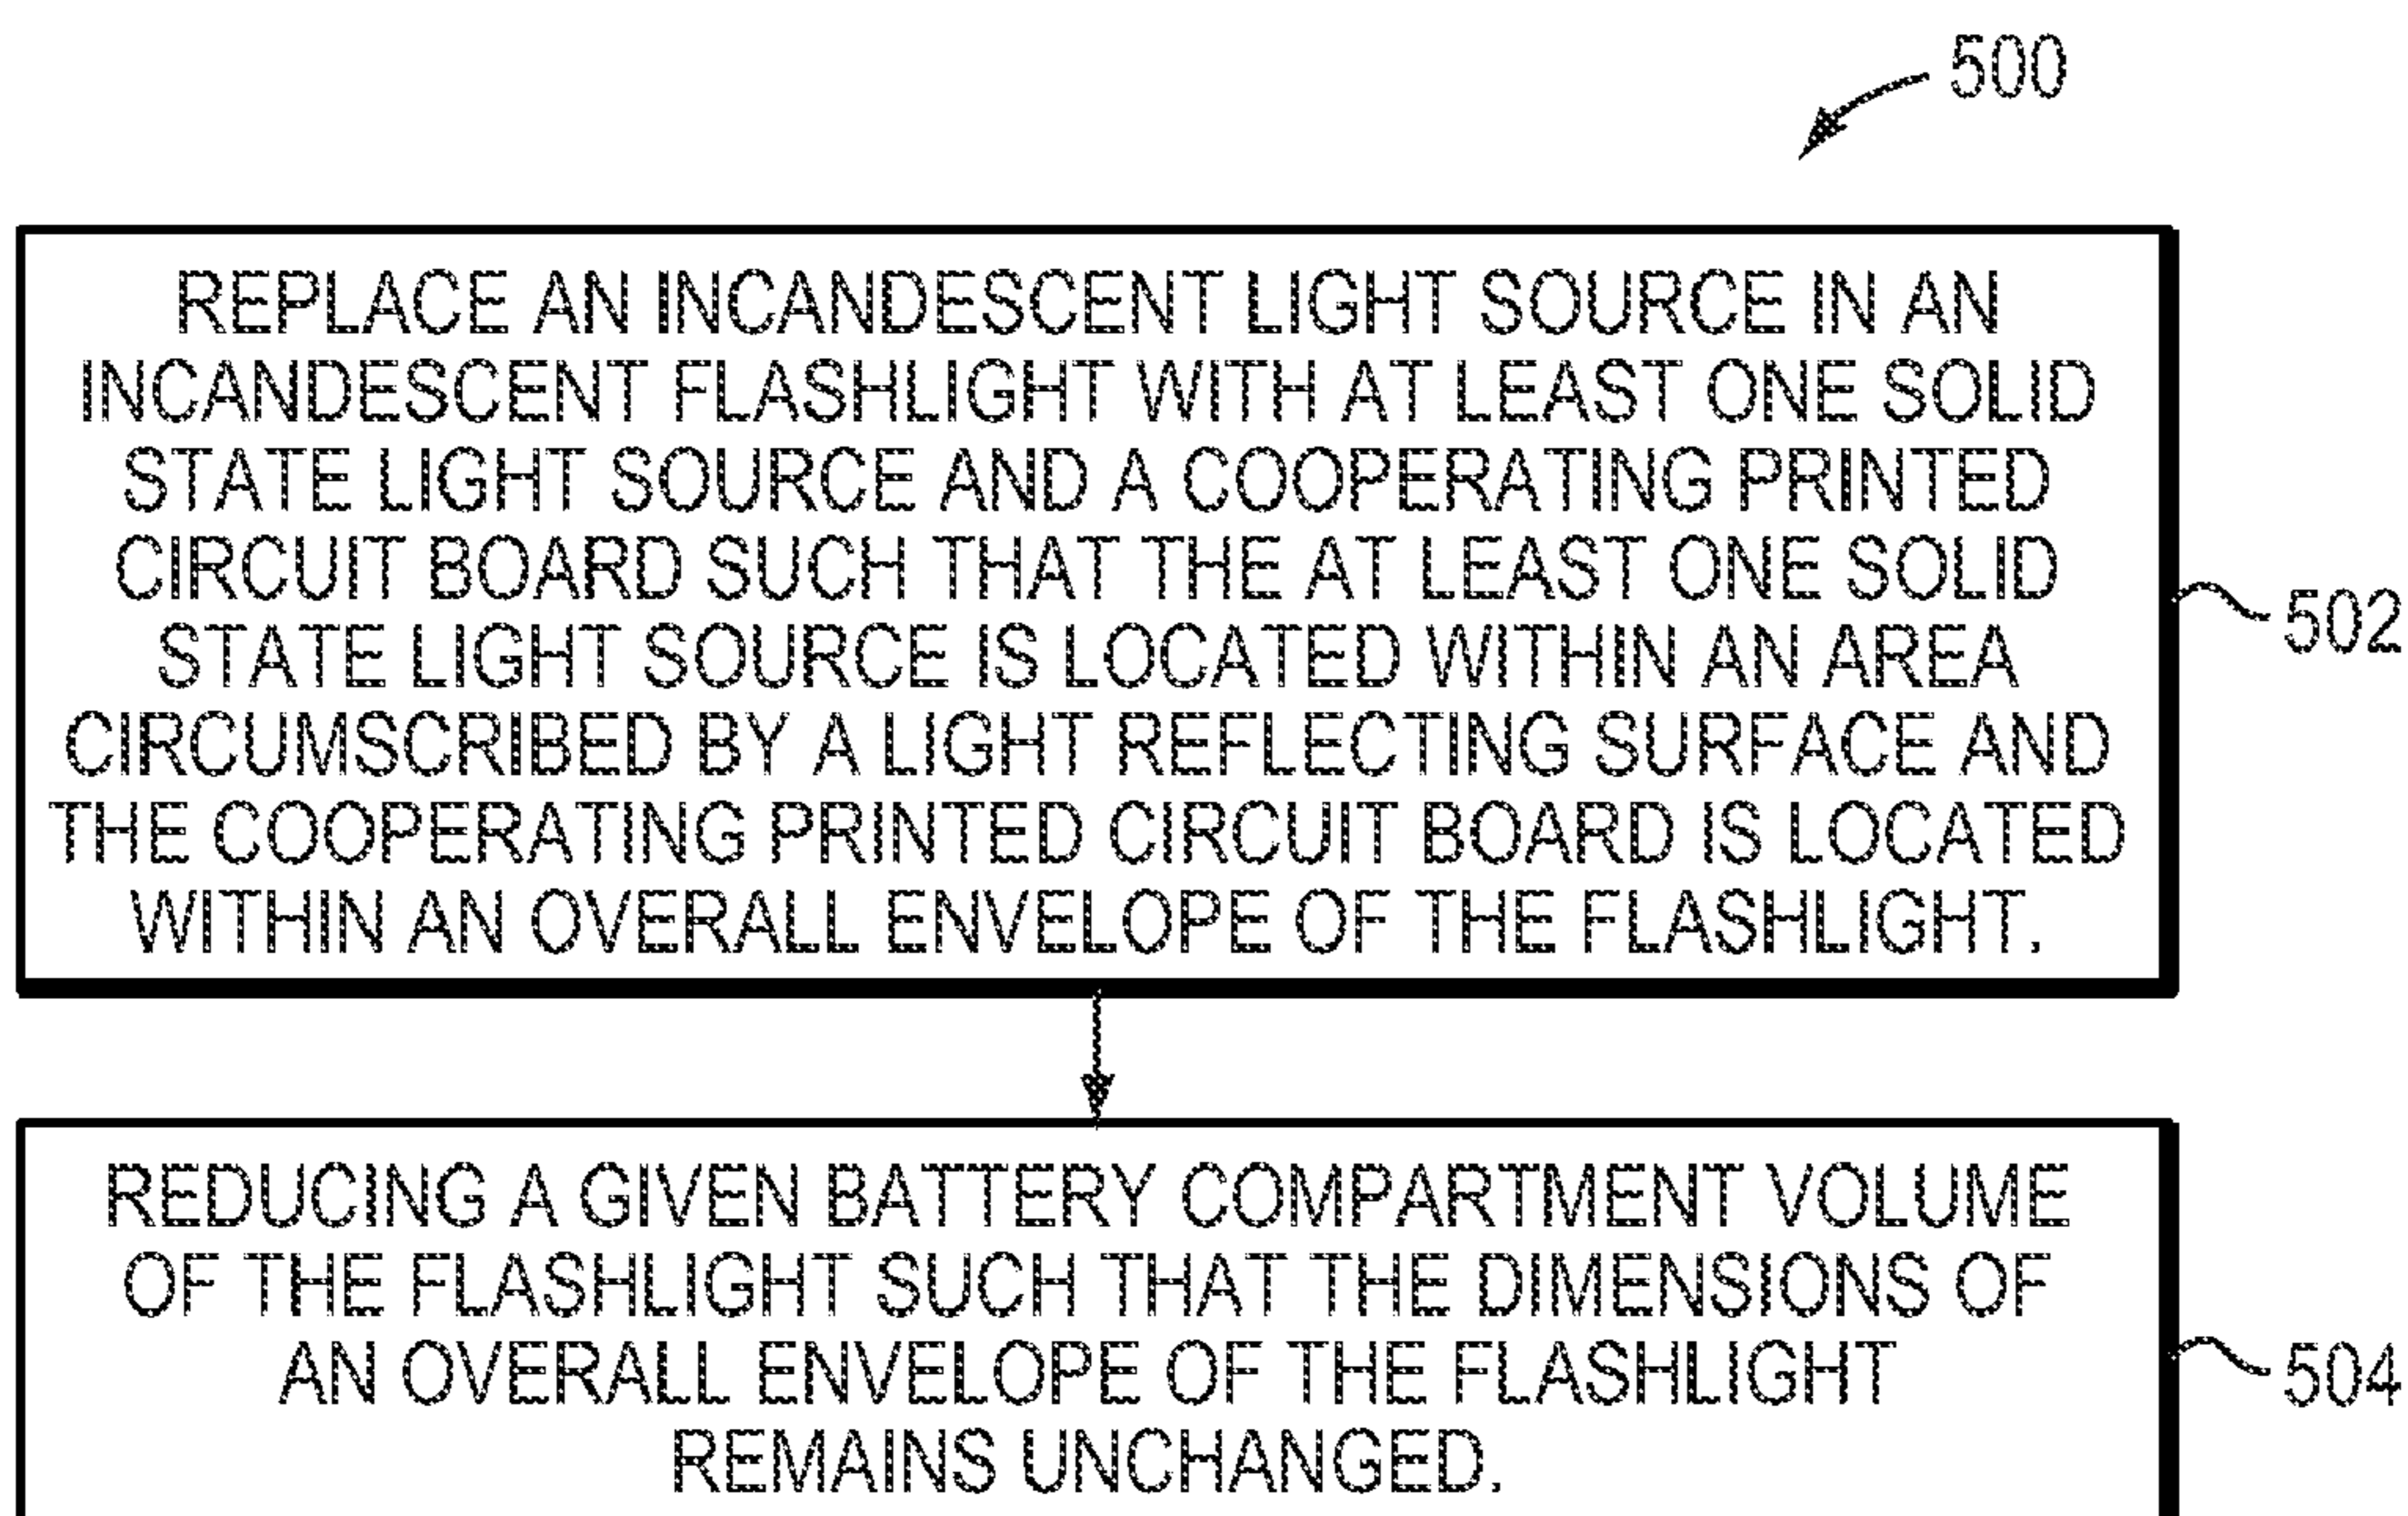 500
REPLACE AN INCANDESCENT LIGHT SOURCE IN AN
INCANDESCENT FLASHLIGHT WITH AT LEAST ONE SOLID
STATE LIGHT SOURCE AND A COOPERATING PRINTED
CIRCUIT BOARD SUCH THAT THE AT LEAST ONE SOLID
STATE LIGHT SOURCE IS LOCATED WITHIN AN AREA
CIRCUMSCRIBED BY A LIGHT REFLECTING SURFACE AND
THE COOPERATING PRINTED CIRCUIT BOARD IS LOCATED
WITHIN AN OVERALL ENVELOPE OF THE FLASHLIGHT.
502
REDUCING A GIVEN BATTERY COMPARTMENT VOLUME
OF THE FLASHLIGHT SUCH THAT THE DIMENSIONS OF
AN OVERALL ENVELOPE OF THE FLASHLIGHT
REMAINS UNCHANGED.
504